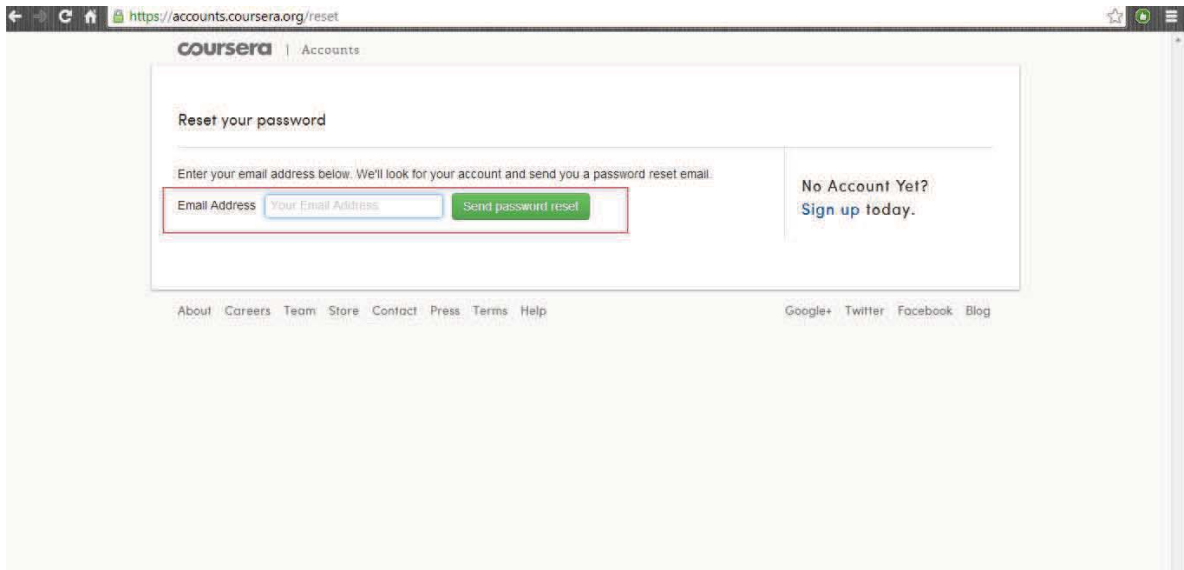 https://accounts.coursera.org/reset
coursera | Accounts
Reset your password
Enter your email address below. We'll look for your account and send you a password reset email.
Email Address Your Email Address Send password reset
No Account Yet?
Sign up today.
About Careers Team Store Contact Press Terms Help
Google+ Twitter Facebook Blog